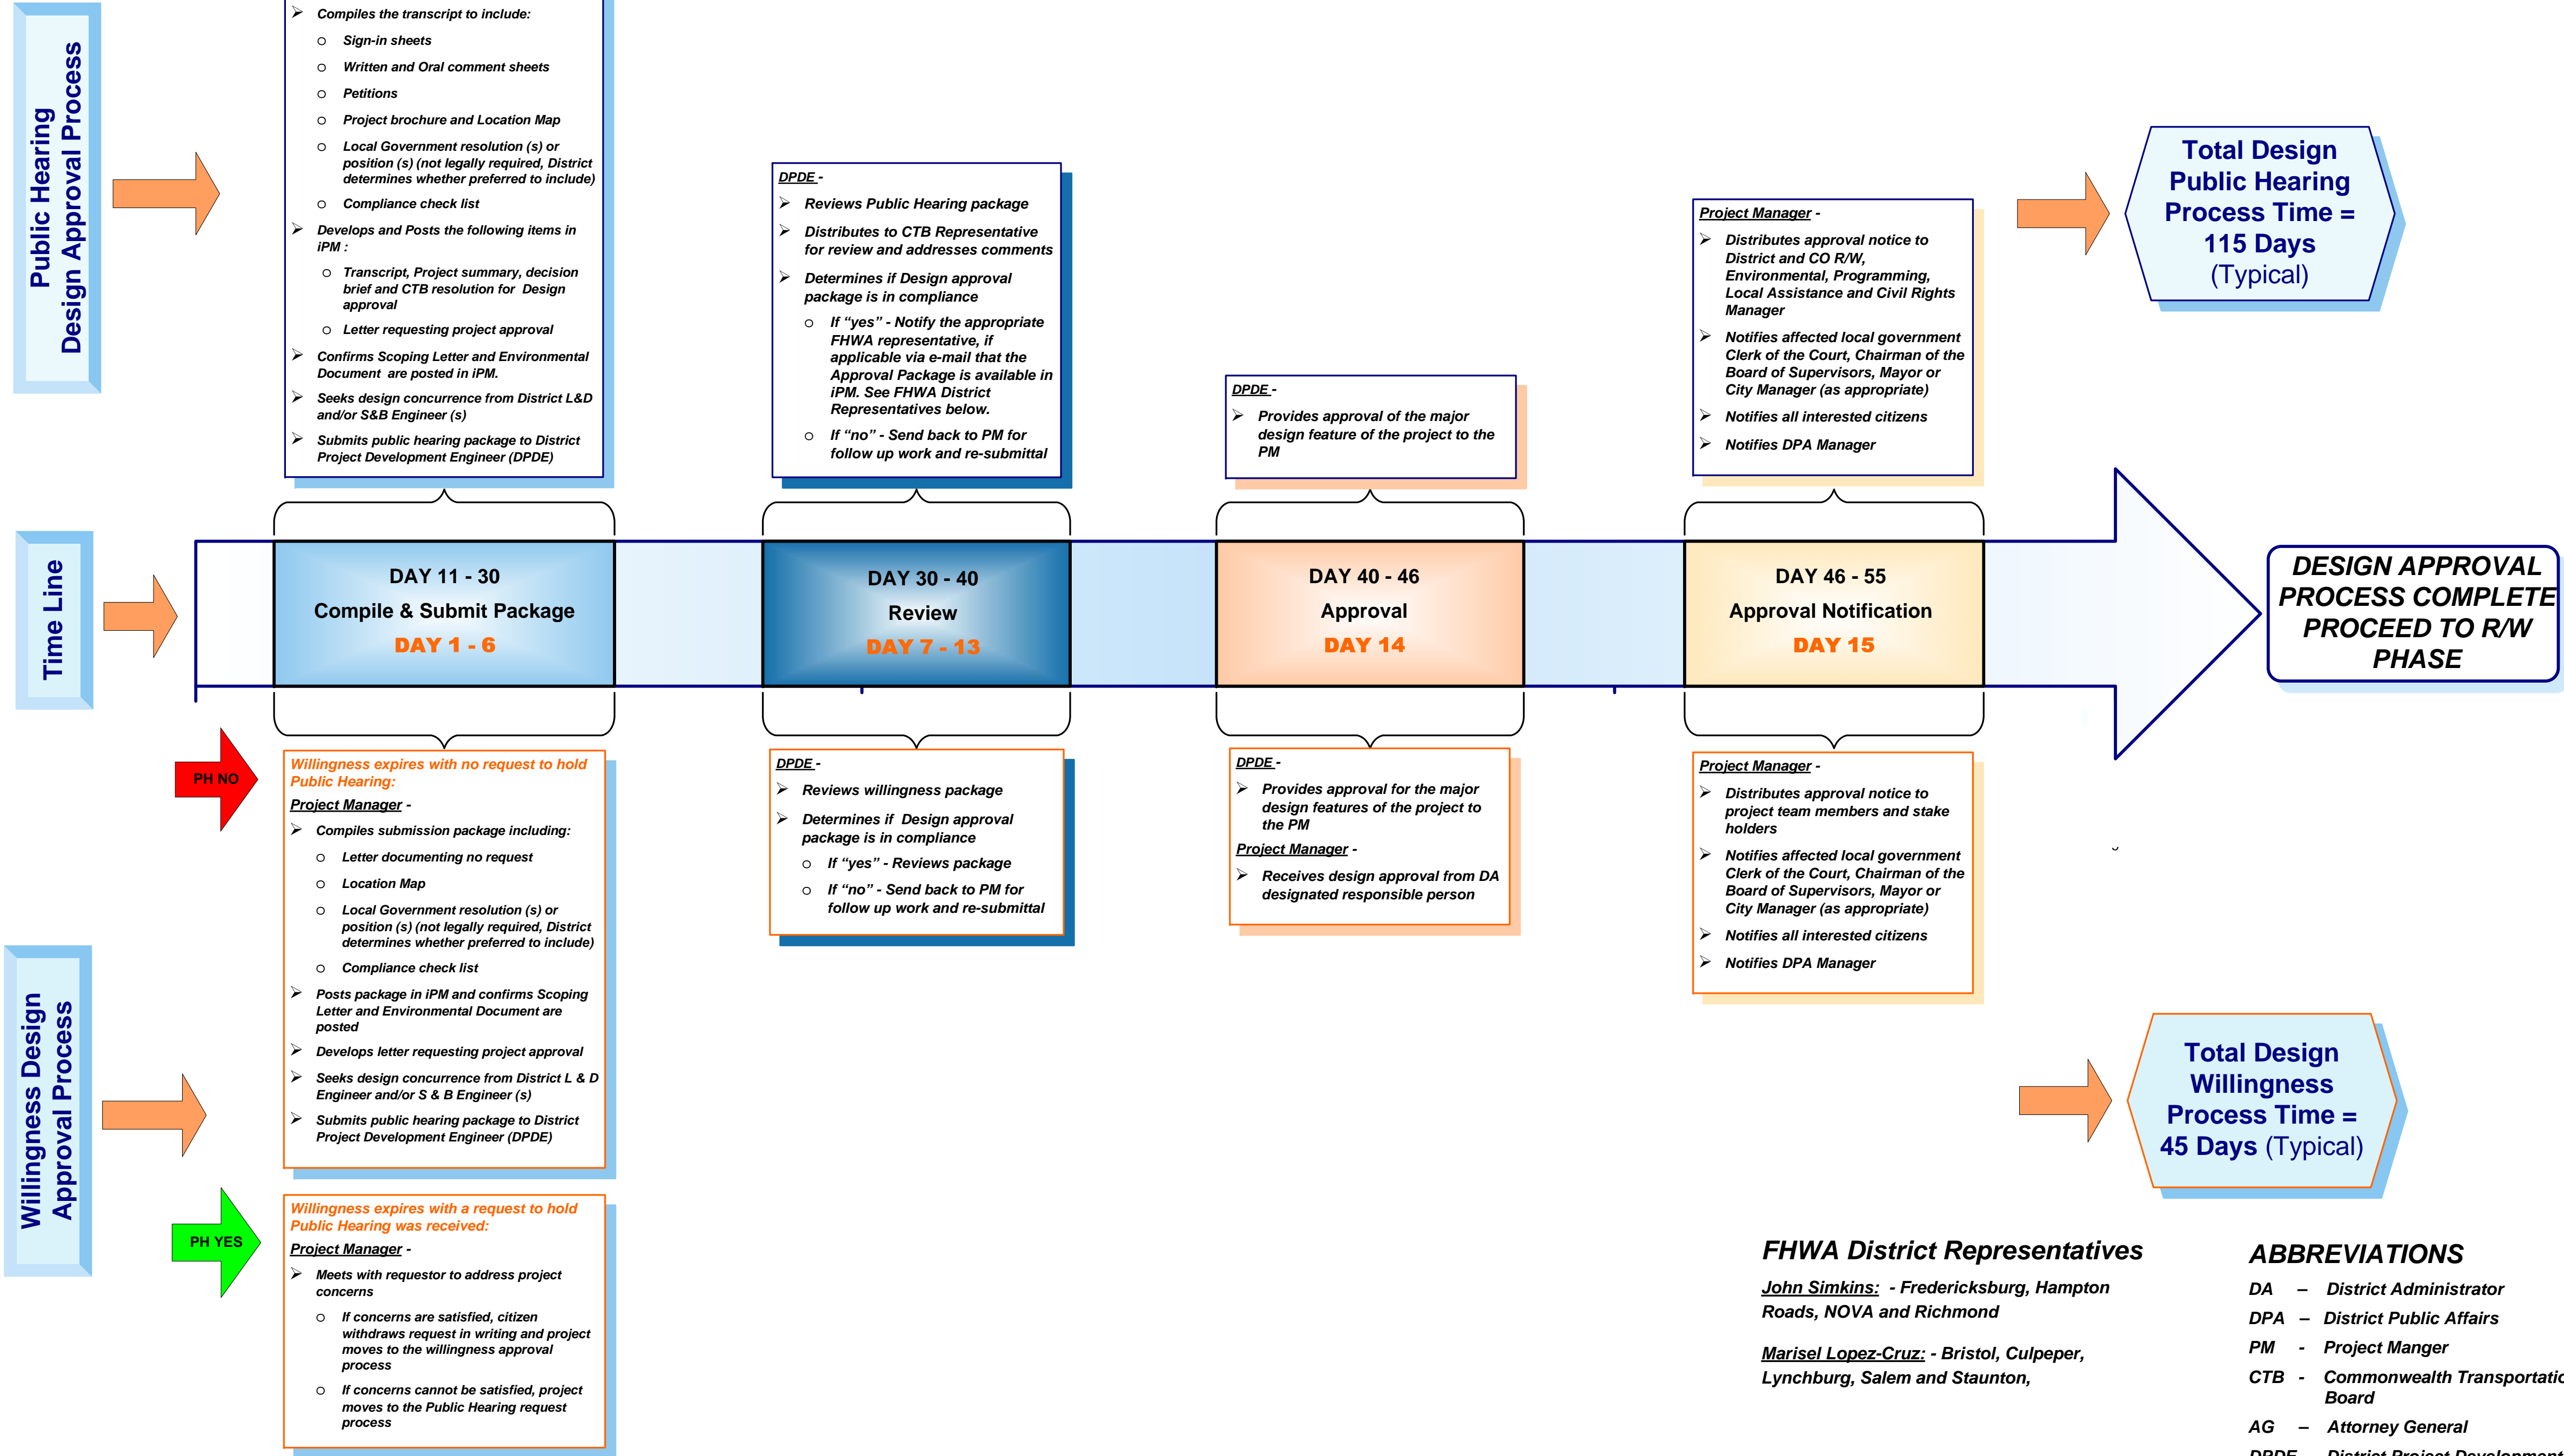 Public Hearing
Design Approval Process
➢ Compiles the transcript to include:
o Sign-in sheets
o Written and Oral comment sheets
o Petitions
o Project brochure and Location Map
o Local Government resolution (s) or
position (s) (not legally required, District
determines whether preferred to include)
o Compliance check list
➢ Develops and Posts the following items in
iPM :
o Transcript, Project summary, decision
brief and CTB resolution for Design
approval
o Letter requesting project approval
➢ Confirms Scoping Letter and Environmental
Document are posted in iPM.
➢ Seeks design concurrence from District L&D
and/or S&B Engineer (s)
➢ Submits public hearing package to District
Project Development Engineer (DPDE)
DPDE -
➢ Reviews Public Hearing package
➢ Distributes to CTB Representative
for review and addresses comments
➢ Determines if Design approval
package is in compliance
o If “yes” - Notify the appropriate
FHWA representative, if
applicable via e-mail that the
Approval Package is available in
iPM. See FHWA District
Representatives below.
o If “no” - Send back to PM for
follow up work and re-submittal
DPDE -
➢ Provides approval of the major
design feature of the project to the
PM
Project Manager -
➢ Distributes approval notice to
District and CO R/W,
Environmental, Programming,
Local Assistance and Civil Rights
Manager
➢ Notifies affected local government
Clerk of the Court, Chairman of the
Board of Supervisors, Mayor or
City Manager (as appropriate)
➢ Notifies all interested citizens
➢ Notifies DPA Manager
Total Design
Public Hearing
Process Time =
115 Days
(Typical)
Time Line
DAY 11 - 30
Compile & Submit Package
DAY 1 - 6
DAY 30 - 40
Review
DAY 7 - 13
DAY 40 - 46
Approval
DAY 14
DAY 46 - 55
Approval Notification
DAY 15
DESIGN APPROVAL
PROCESS COMPLETE
PROCEED TO R/W
PHASE
Willingness Design
Approval Process
PH NO
Willingness expires with no request to hold
Public Hearing:
Project Manager -
➢ Compiles submission package including:
o Letter documenting no request
o Location Map
o Local Government resolution (s) or
position (s) (not legally required, District
determines whether preferred to include)
o Compliance check list
➢ Posts package in iPM and confirms Scoping
Letter and Environmental Document are
posted
➢ Develops letter requesting project approval
➢ Seeks design concurrence from District L & D
Engineer and/or S & B Engineer (s)
➢ Submits public hearing package to District
Project Development Engineer (DPDE)
PH YES
Willingness expires with a request to hold
Public Hearing was received:
Project Manager -
➢ Meets with requestor to address project
concerns
o If concerns are satisfied, citizen
withdraws request in writing and project
moves to the willingness approval
process
o If concerns cannot be satisfied, project
moves to the Public Hearing request
process
DPDE -
➢ Reviews willingness package
➢ Determines if Design approval
package is in compliance
o If “yes” - Reviews package
o If “no” - Send back to PM for
follow up work and re-submittal
DPDE -
➢ Provides approval for the major
design features of the project to
the PM
Project Manager -
➢ Receives design approval from DA
designated responsible person
Project Manager -
➢ Distributes approval notice to
project team members and stake
holders
➢ Notifies affected local government
Clerk of the Court, Chairman of the
Board of Supervisors, Mayor or
City Manager (as appropriate)
➢ Notifies all interested citizens
➢ Notifies DPA Manager
Total Design
Willingness
Process Time =
45 Days (Typical)
FHWA District Representatives
John Simkins: - Fredericksburg, Hampton
Roads, NOVA and Richmond
Marisel Lopez-Cruz: - Bristol, Culpeper,
Lynchburg, Salem and Staunton,
ABBREVIATIONS
DA – District Administrator
DPA – District Public Affairs
PM - Project Manger
CTB - Commonwealth Transportatio
Board
AG – Attorney General
DPDE District Project Development